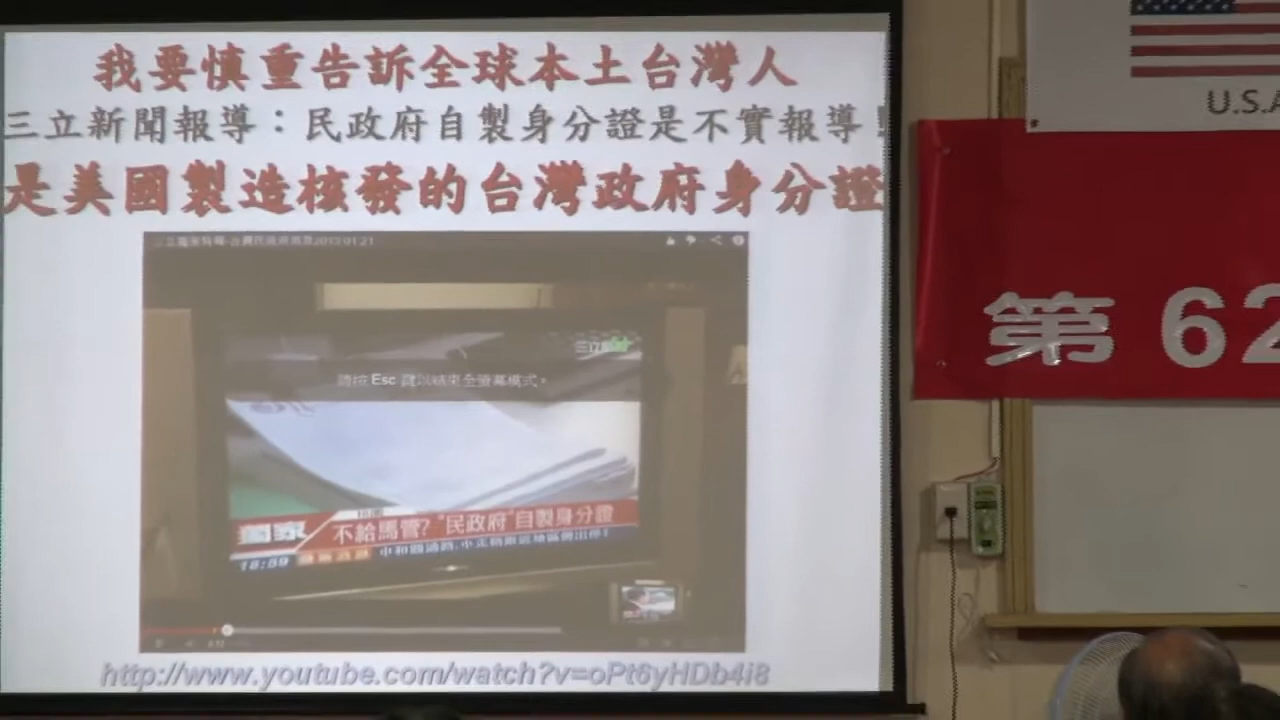 我要慎重告訴全球本土台灣人
三立新聞報導：民政府自製身分證是不實報導！
是美國製造核發的台灣政府身分證
請按 Esc 鍵以結束全螢幕模式。
獨家
不給馬管?"民政府"自製身分證
18:59
http://www.youtube.com/watch?v=oPt6yHDb4i8
U.S.A
第 62